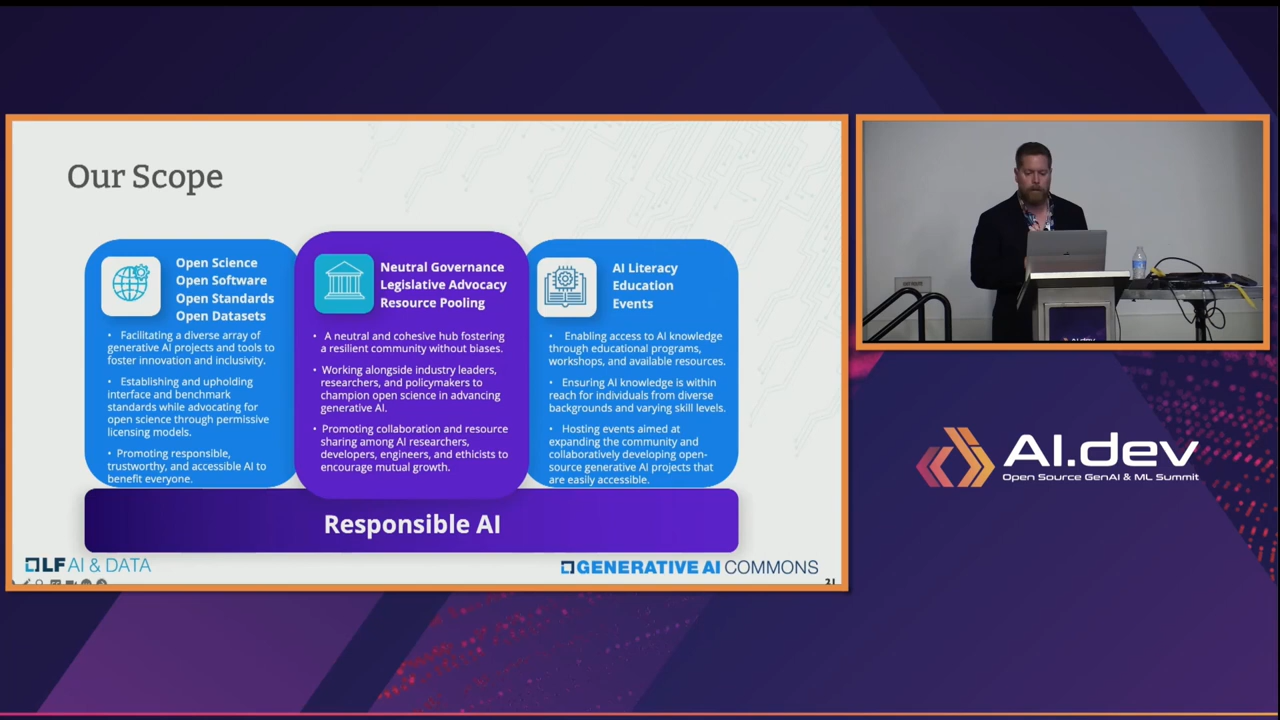 Our Scope
Open Science
Open Software
Open Standards
Open Datasets
• Facilitating a diverse array of
generative AI projects and tools to
foster innovation and inclusivity.
• Establishing and upholding
interface and benchmark
standards while advocating for
open science through permissive
licensing models.
• Promoting responsible,
trustworthy, and accessible AI to
benefit everyone.
Neutral Governance
Legislative Advocacy
Resource Pooling
• A neutral and cohesive hub fostering
a resilient community without biases.
• Working alongside industry leaders,
researchers, and policymakers to
champion open science in advancing
generative AI.
• Promoting collaboration and resource
sharing among AI researchers,
developers, engineers, and ethicists to
encourage mutual growth.
AI Literacy
Education
Events
• Enabling access to AI knowledge
through educational programs,
workshops, and available resources.
• Ensuring AI knowledge is within
reach for individuals from diverse
backgrounds and varying skill levels.
• Hosting events aimed at
expanding the community and
collaboratively developing open-
source generative AI projects that
are easily accessible.
Responsible AI
LF AI & DATA
GENERATIVE AI COMMONS
21
AI.dev
Open Source GenAI & ML Summit
AI.dev